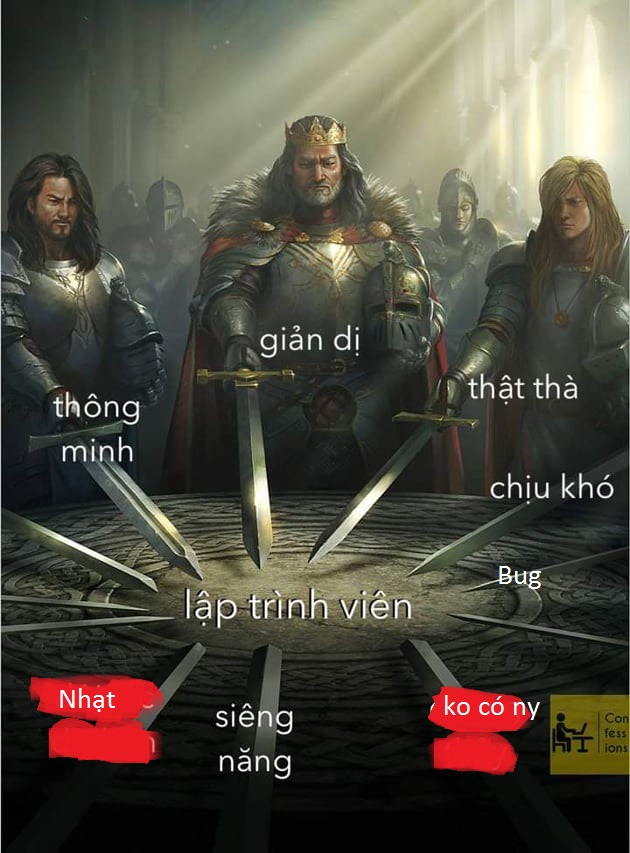 giản dị
thông
minh
thật thà
chịu khó
Bug
lập trình viên
Nhạt
ko có ny
siêng
năng
Con
fess
ions